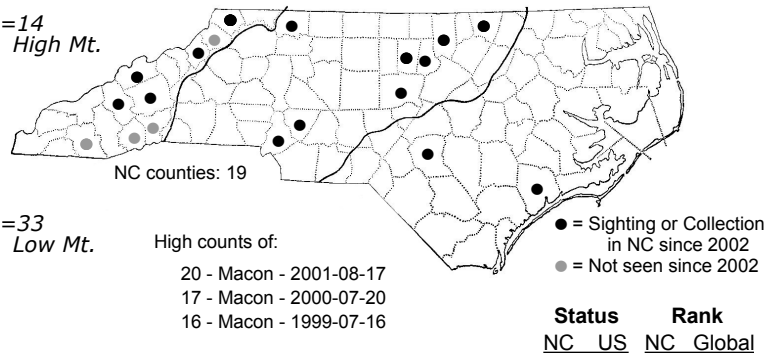 =14
High Mt.
NC counties: 19
=33
Low Mt.
High counts of:
20 - Macon - 2001-08-17
17 - Macon - 2000-07-20
16 - Macon - 1999-07-16
● = Sighting or Collection
in NC since 2002
● = Not seen since 2002
Status Rank
NC US NC Global